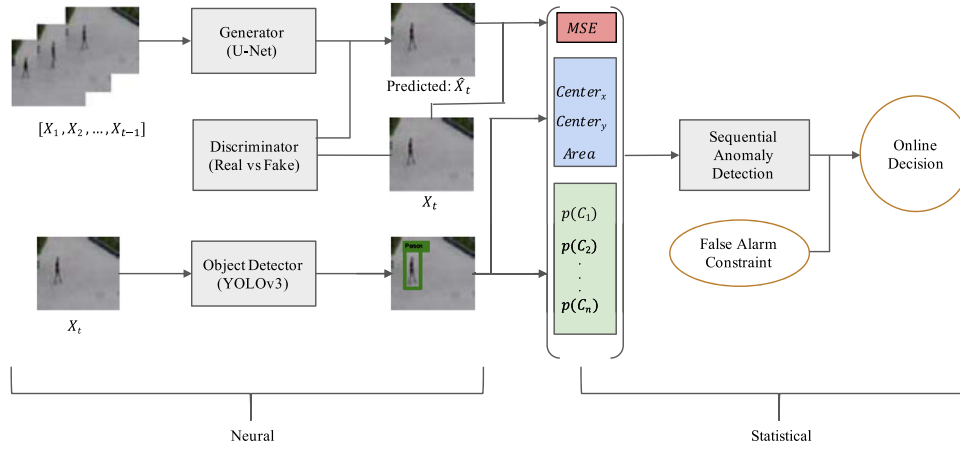 Generator
(U-Net)
MSE
Predicted: X̂_t
[X_1, X_2, ..., X_{t-1}]
Center_x
Center_y
Area
Discriminator
(Real vs Fake)
Sequential
Anomaly
Detection
Online
Decision
X_t
p(C_1)
p(C_2)
.
.
.
p(C_n)
False Alarm
Constraint
Object Detector
(YOLOv3)
X_t
Neural
Statistical